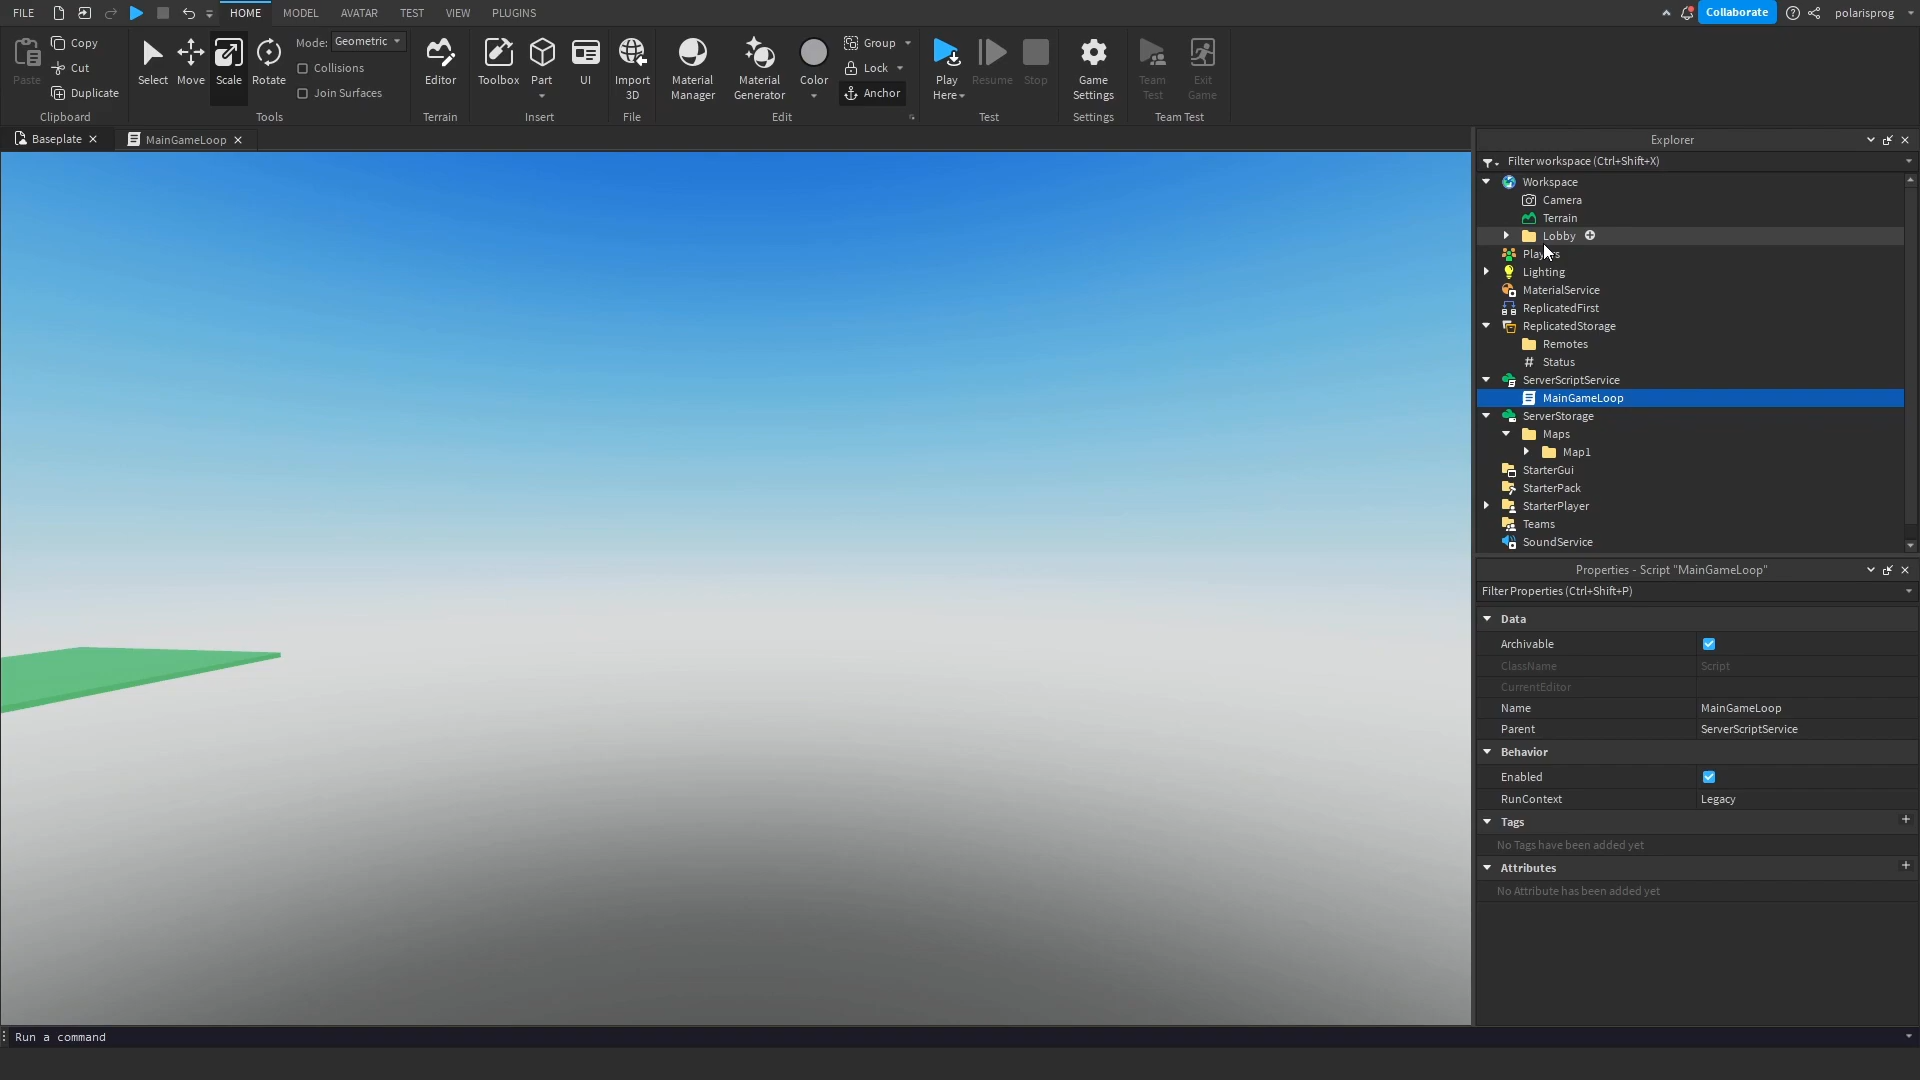 FILE
HOME
MODEL
AVATAR
TEST
VIEW
PLUGINS
Collaborate
polarisprog
Paste
Copy
Cut
Duplicate
Clipboard
Select
Move
Scale
Rotate
Mode:
Geometric
Collisions
Join Surfaces
Tools
Editor
Terrain
Toolbox
Part
UI
Insert
Import
3D
File
Material
Manager
Material
Generator
Color
Group
Lock
Anchor
Edit
Play
Here
Resume
Stop
Test
Game
Settings
Settings
Team
Test
Exit
Game
Team Test
Baseplate
MainGameLoop
Explorer
Filter workspace (Ctrl+Shift+X)
Workspace
Camera
Terrain
Lobby
Players
Lighting
MaterialService
ReplicatedFirst
ReplicatedStorage
Remotes
Status
ServerScriptService
MainGameLoop
ServerStorage
Maps
Map1
StarterGui
StarterPack
StarterPlayer
Teams
SoundService
Properties - Script "MainGameLoop"
Filter Properties (Ctrl+Shift+P)
Data
Archivable
ClassName Script
CurrentEditor
Name MainGameLoop
Parent ServerScriptService
Behavior
Enabled
RunContext Legacy
Tags
No Tags have been added yet
Attributes
No Attribute has been added yet
Run a command